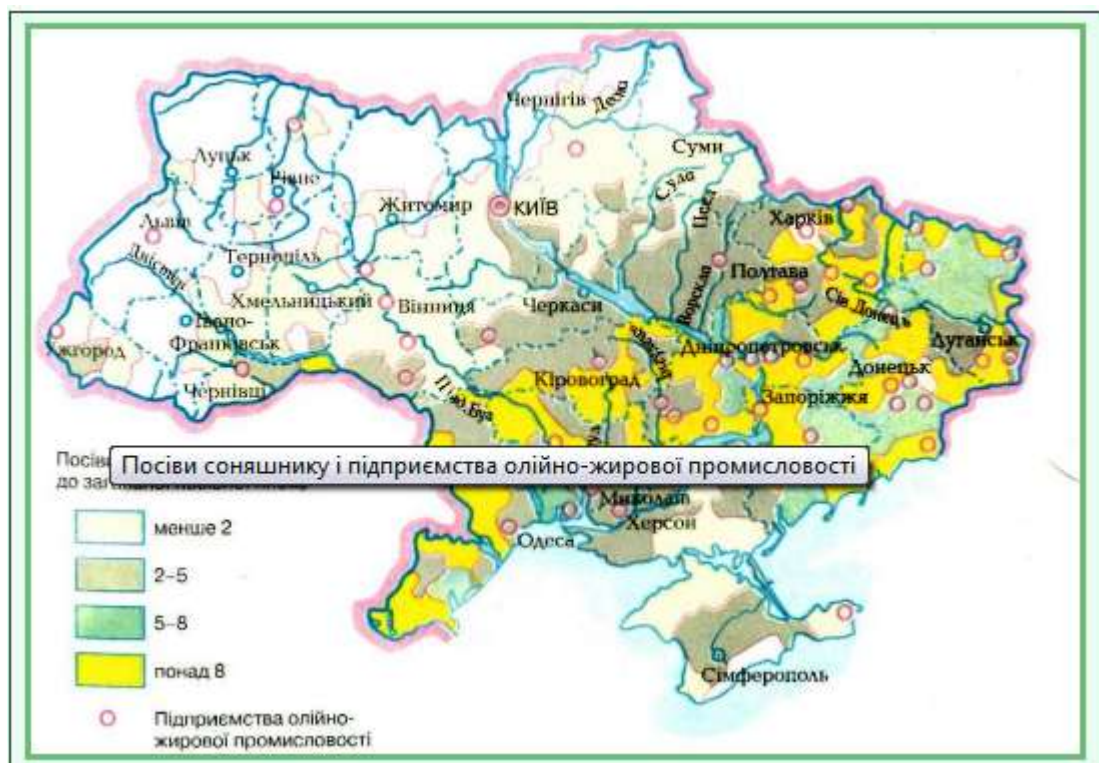 Чернігів
Десна
Суми
Луцьк
Рівне
Сула
Псел
КИЇВ
Житомир
Харків
Львів
Ворскла
Дністер
Тернопіль
Полтава
Хмельницький
Вінниця
Черкаси
Сів. Донець
Івано-
Франківськ
Ужгород
Дніпропетровськ
Луганськ
Донецьк
Чернівці
Кіровоград
Запоріжжя
Півд. Буг
Посіви соняшнику і підприємства олійно-жирової промисловості
Миколаїв
Херсон
Одеса
Сімферополь
менше 2
2–5
5–8
понад 8
Підприємства олійно-
жирової промисловості